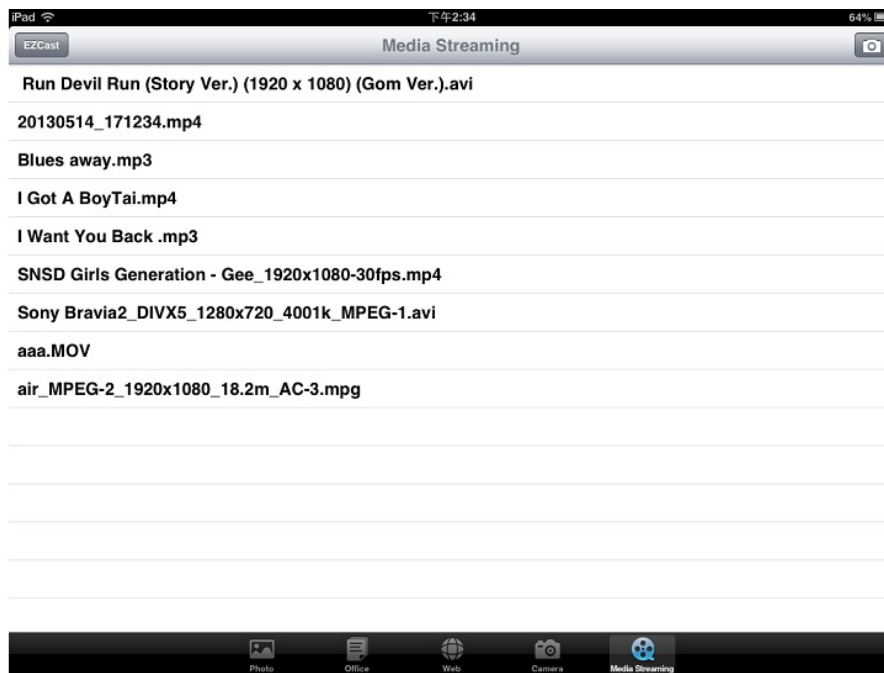 iPad 下午2:34 64%
EZCast Media Streaming
Run Devil Run (Story Ver.) (1920 x 1080) (Gom Ver.).avi
20130514_171234.mp4
Blues away.mp3
I Got A BoyTai.mp4
I Want You Back .mp3
SNSD Girls Generation - Gee_1920x1080-30fps.mp4
Sony Bravia2_DIVX5_1280x720_4001k_MPEG-1.avi
aaa.MOV
air_MPEG-2_1920x1080_18.2m_AC-3.mpg
Photo Office Web Camera Media Streaming